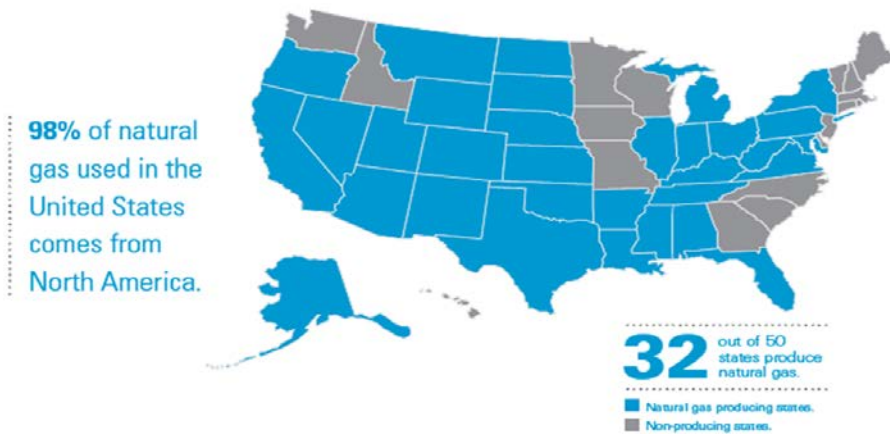 98% of natural
gas used in the
United States
comes from
North America.
32 out of 50
states produce
natural gas.
Natural gas producing states.
Non-producing states.